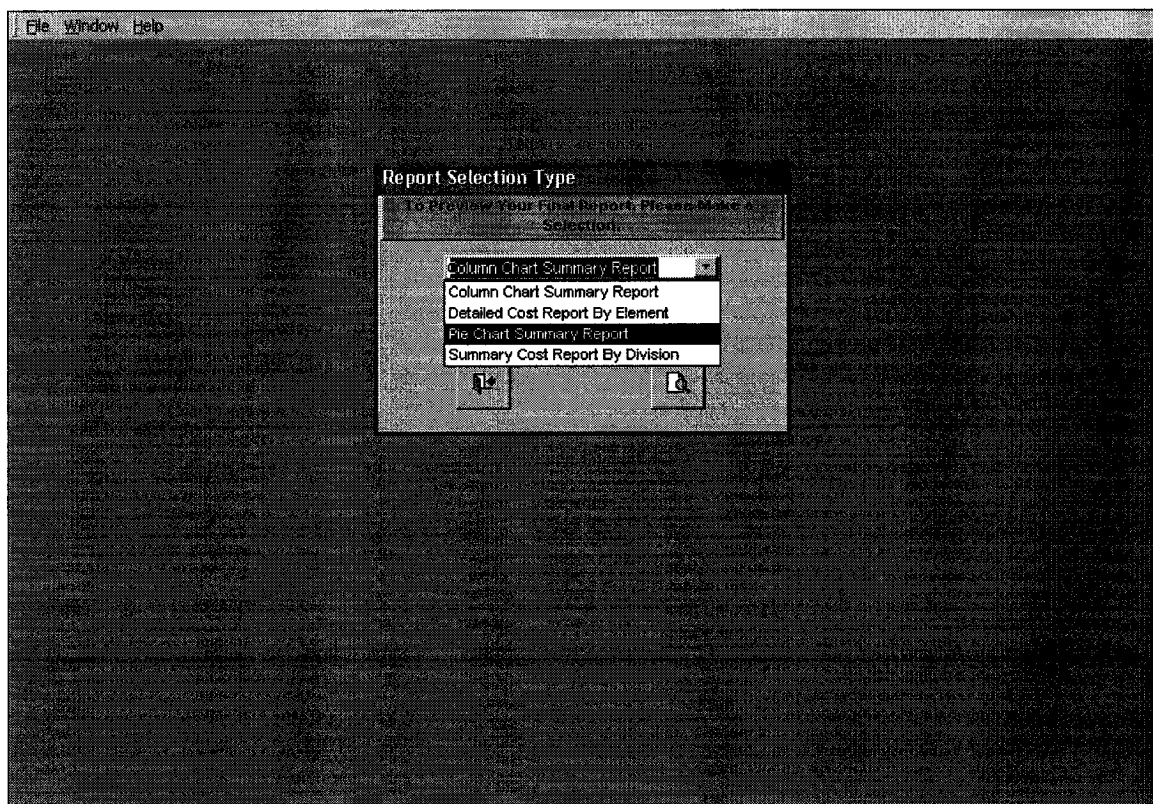 File Window Help
Report Selection Type
To Preview Your Final Report, Please Make a
Selection.
Column Chart Summary Report
Column Chart Summary Report
Detailed Cost Report By Element
Pie Chart Summary Report
Summary Cost Report By Division